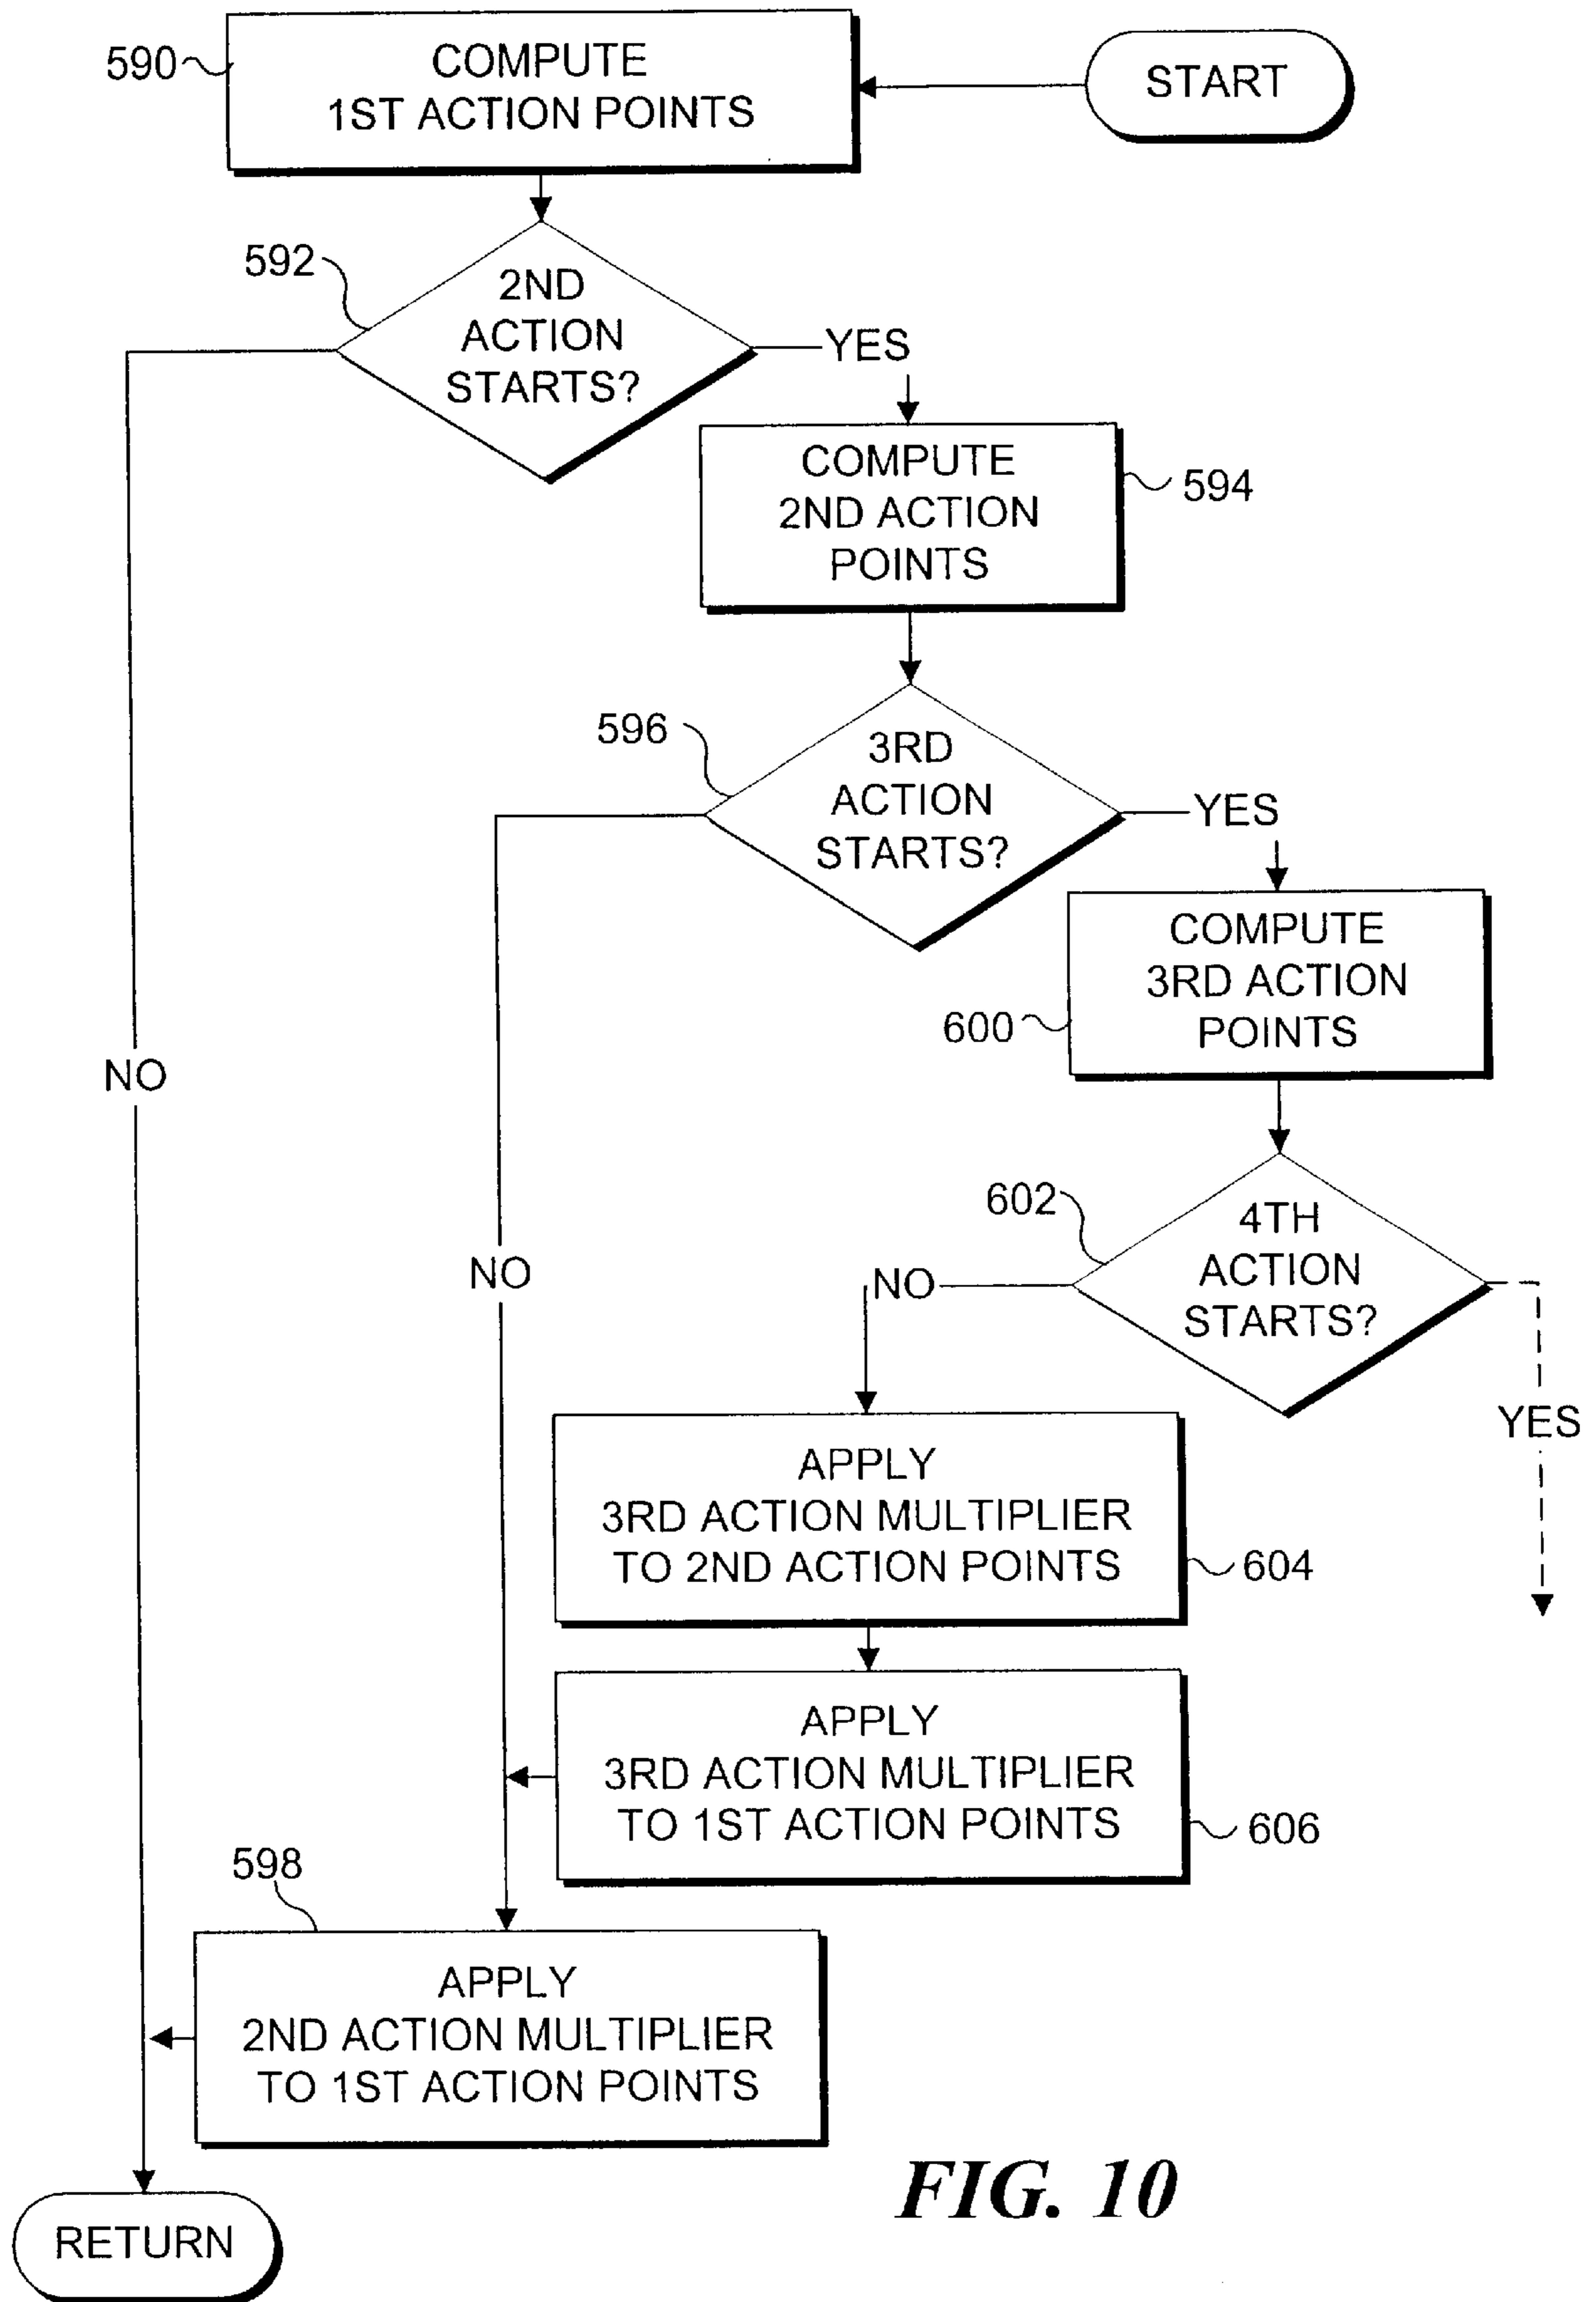 590
COMPUTE
1ST ACTION POINTS
START
592
2ND
ACTION
STARTS?
YES
COMPUTE
2ND ACTION
POINTS
594
596
3RD
ACTION
STARTS?
YES
COMPUTE
3RD ACTION
POINTS
600
NO
602
4TH
ACTION
STARTS?
NO
NO
YES
APPLY
3RD ACTION MULTIPLIER
TO 2ND ACTION POINTS
604
APPLY
3RD ACTION MULTIPLIER
TO 1ST ACTION POINTS
606
598
APPLY
2ND ACTION MULTIPLIER
TO 1ST ACTION POINTS
FIG. 10
RETURN